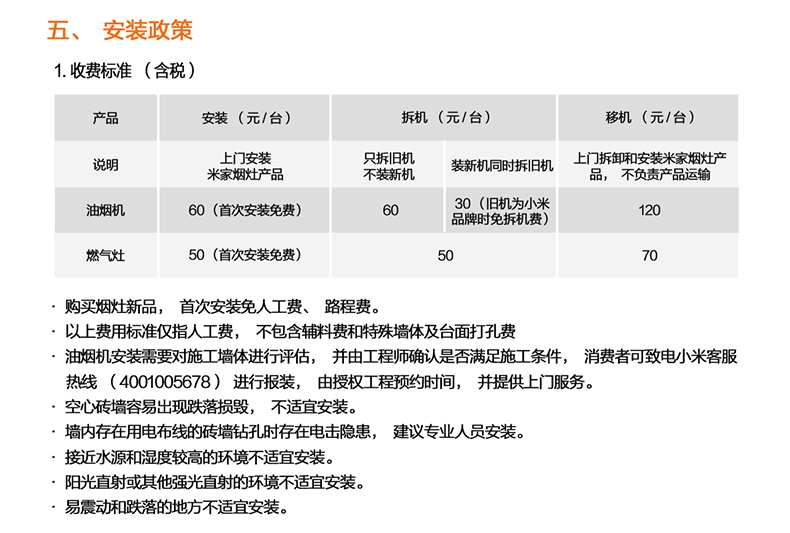 五、 安装政策
1. 收费标准 （含税）
产品 安装 （元/台） 拆机 （元/台） 移机 （元/台）
说明 上门安装 米家烟灶产品 只拆旧机 不装新机 装新机同时拆旧机 上门拆卸和安装米家烟灶产品， 不负责产品运输
油烟机 60（首次安装免费） 60 30（旧机为小米品牌时免拆机费） 120
燃气灶 50（首次安装免费） 50 70
· 购买烟灶新品， 首次安装免人工费、 路程费。
· 以上费用标准仅指人工费， 不包含辅料费和特殊墙体及台面打孔费
· 油烟机安装需要对施工墙体进行评估， 并由工程师确认是否满足施工条件， 消费者可致电小米客服
热线 （4001005678） 进行报装， 由授权工程预约时间， 并提供上门服务。
· 空心砖墙容易出现跌落损毁， 不适宜安装。
· 墙内存在用电布线的砖墙钻孔时存在电击隐患， 建议专业人员安装。
· 接近水源和湿度较高的环境不适宜安装。
· 阳光直射或其他强光直射的环境不适宜安装。
· 易震动和跌落的地方不适宜安装。